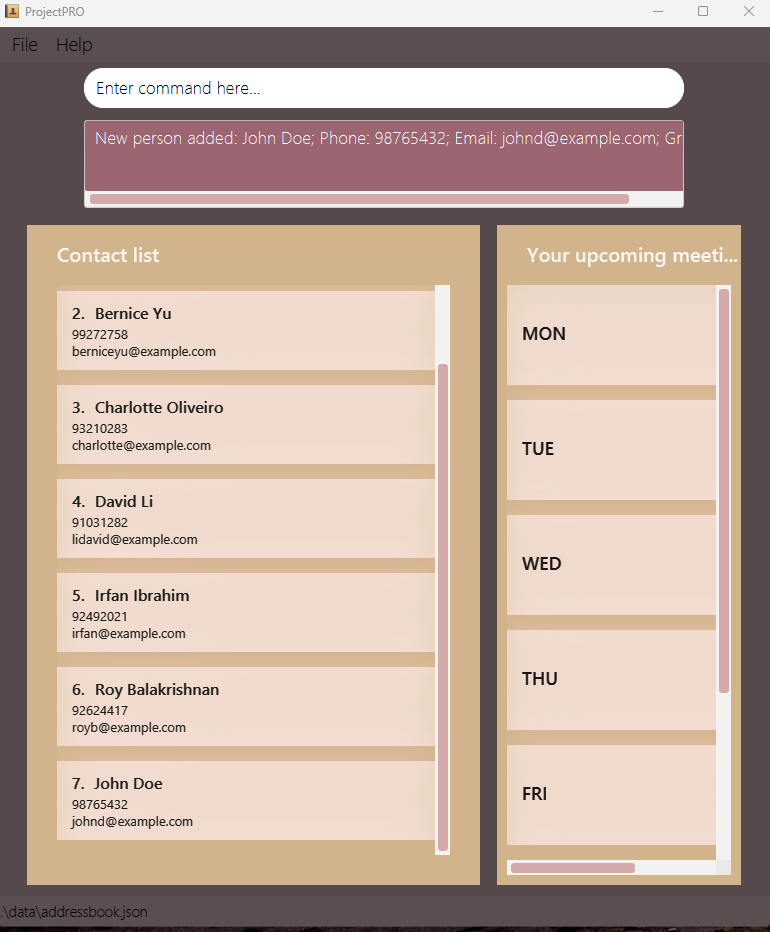 ProjectPRO
File Help
Enter command here...
New person added: John Doe; Phone: 98765432; Email: johnd@example.com; Gr
Contact list
2. Bernice Yu
99272758
berniceyu@example.com
3. Charlotte Oliveiro
93210283
charlotte@example.com
4. David Li
91031282
lidavid@example.com
5. Irfan Ibrahim
92492021
irfan@example.com
6. Roy Balakrishnan
92624417
royb@example.com
7. John Doe
98765432
johnd@example.com
Your upcoming meeti...
MON
TUE
WED
THU
FRI
.\data\addressbook.json